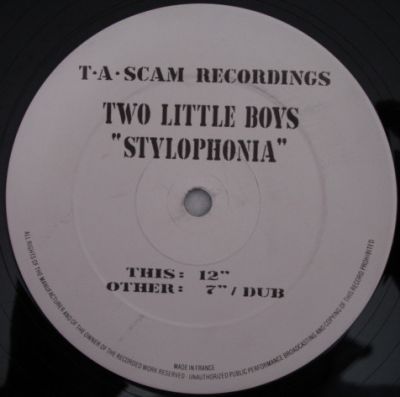 T·A·SCAM RECORDINGS
TWO LITTLE BOYS
"STYLOPHONIA"
THIS: 12"
OTHER: 7"/DUB
MADE IN FRANCE
ALL RIGHTS OF THE MANUFACTURER AND OF THE OWNER OF THE RECORDED WORK RESERVED · UNAUTHORIZED PUBLIC PERFORMANCE BROADCASTING AND COPYING OF THIS RECORD PROHIBITED